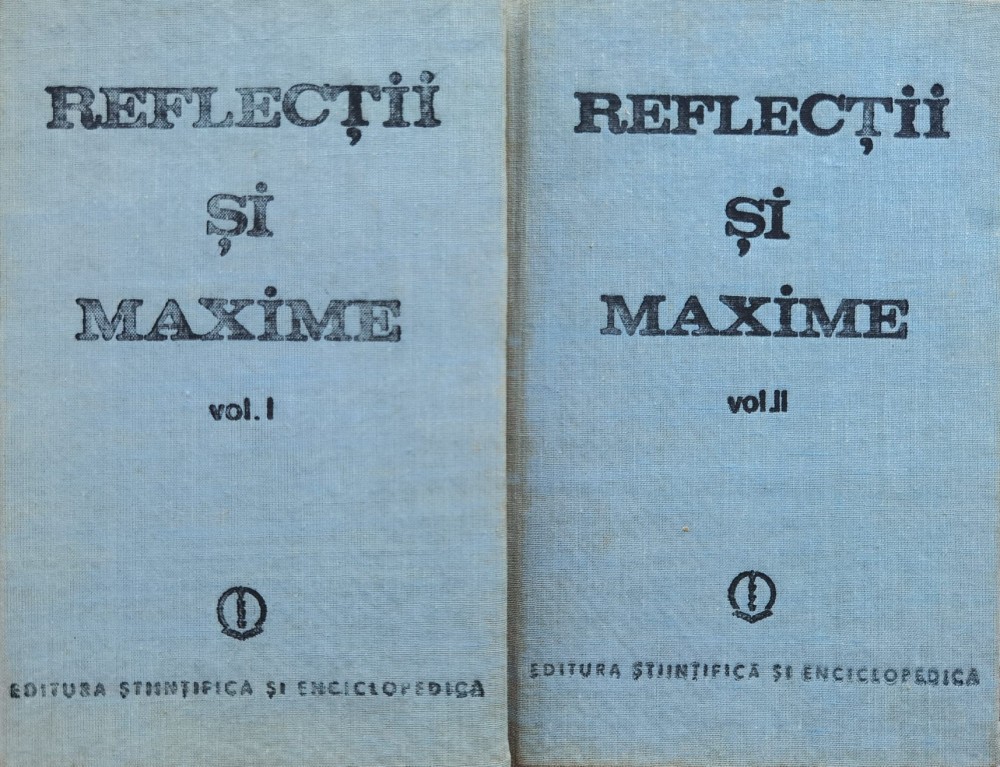 REFLECȚII
ȘI
MAXIME
vol. I
EDITURA ȘTIINȚIFICĂ ȘI ENCICLOPEDICĂ
REFLECȚII
ȘI
MAXIME
vol. II
EDITURA ȘTIINȚIFICĂ ȘI ENCICLOPEDICĂ